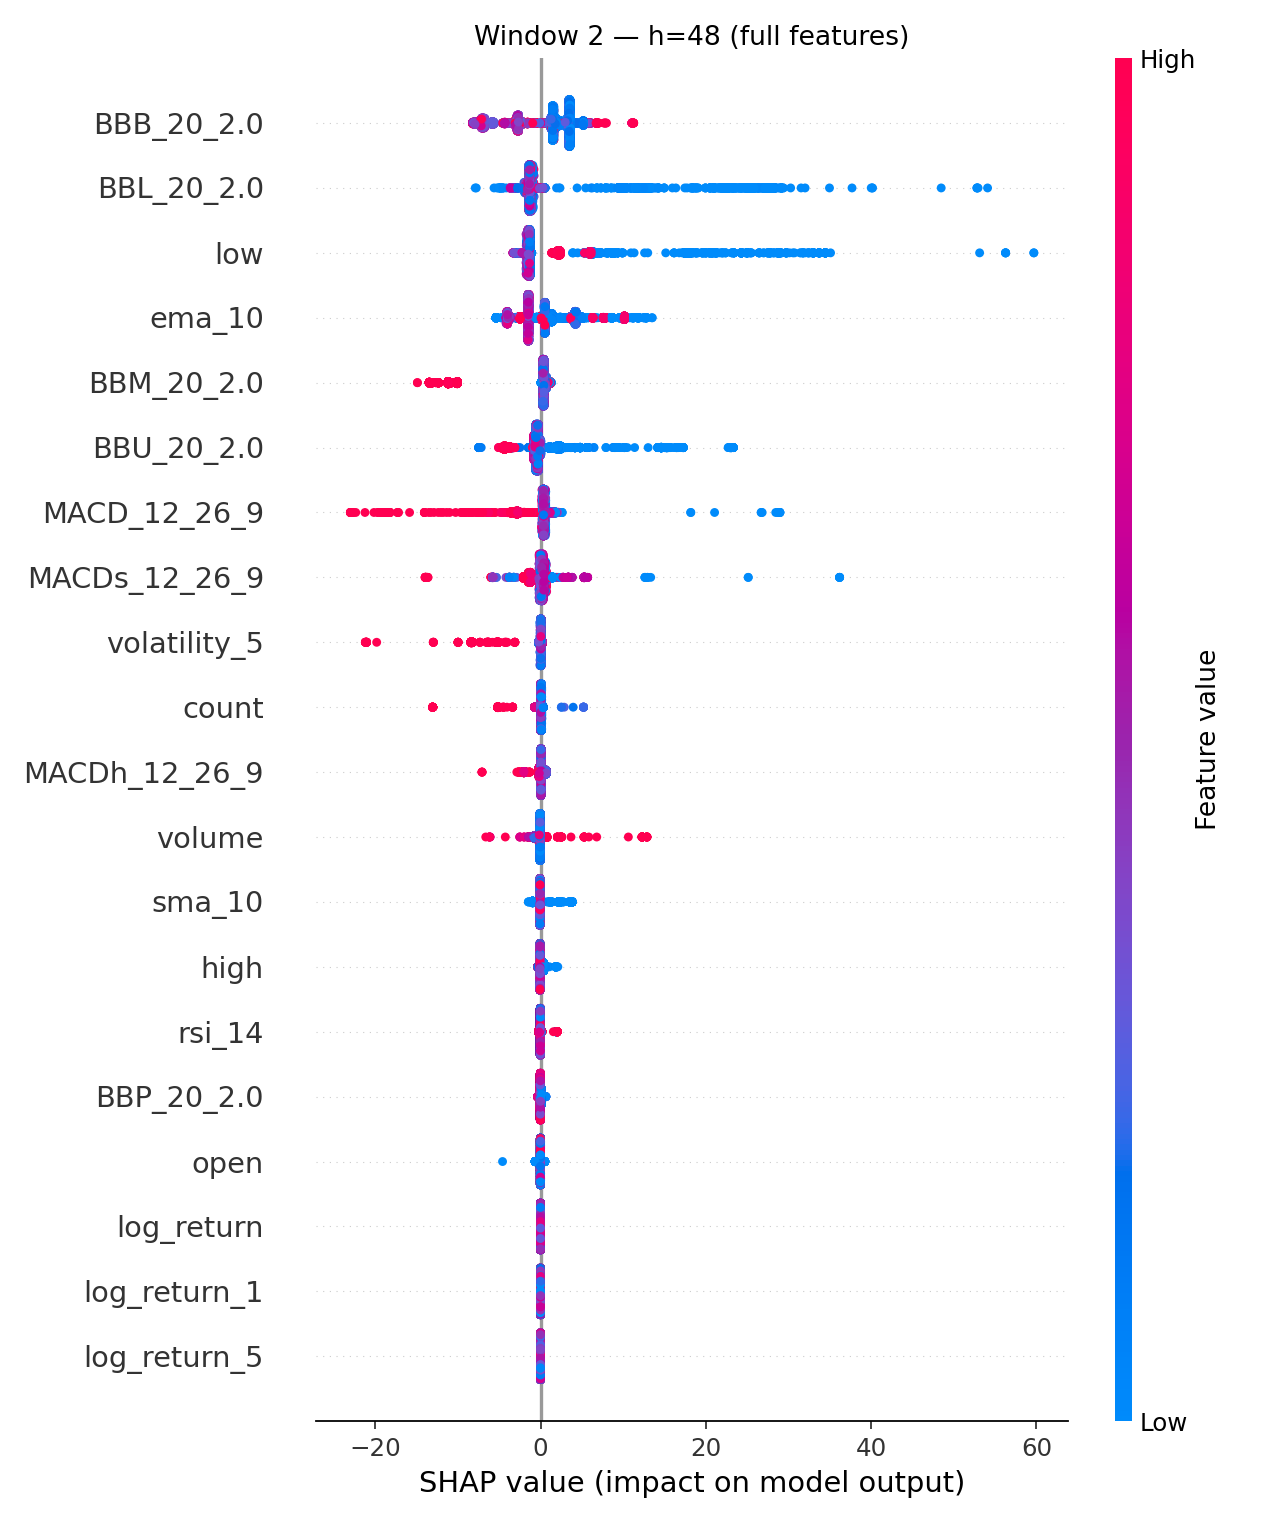 Window 2 — h=48 (full features)
High
BBB_20_2.0
BBL_20_2.0
low
ema_10
BBM_20_2.0
BBU_20_2.0
MACD_12_26_9
MACDs_12_26_9
volatility_5
count
MACDh_12_26_9
volume
sma_10
high
rsi_14
BBP_20_2.0
open
log_return
log_return_1
log_return_5
Feature value
Low
−20 0 20 40 60
SHAP value (impact on model output)